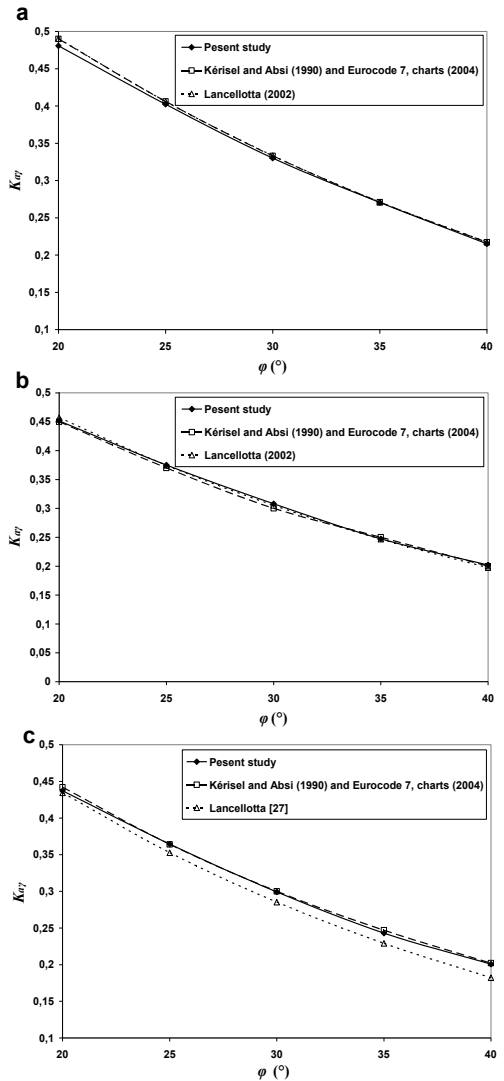 a
0,5
Pesent study
0,45
Kérisel and Absi (1990) and Eurocode 7, charts (2004)
0,4
Lancellotta (2002)
0,35
0,3
Kaγ
0,25
0,2
0,15
0,1
20 25 30 35 40
φ (°)
b
0,5
Pesent study
0,45
Kérisel and Absi (1990) and Eurocode 7, charts (2004)
0,4
Lancellotta (2002)
0,35
0,3
Kaγ
0,25
0,2
0,15
0,1
0,05
0
20 25 30 35 40
φ (°)
c
0,5
Pesent study
0,45
Kérisel and Absi (1990) and Eurocode 7, charts (2004)
0,4
Lancellotta [27]
0,35
0,3
Kaγ
0,25
0,2
0,15
0,1
20 25 30 35 40
φ (°)